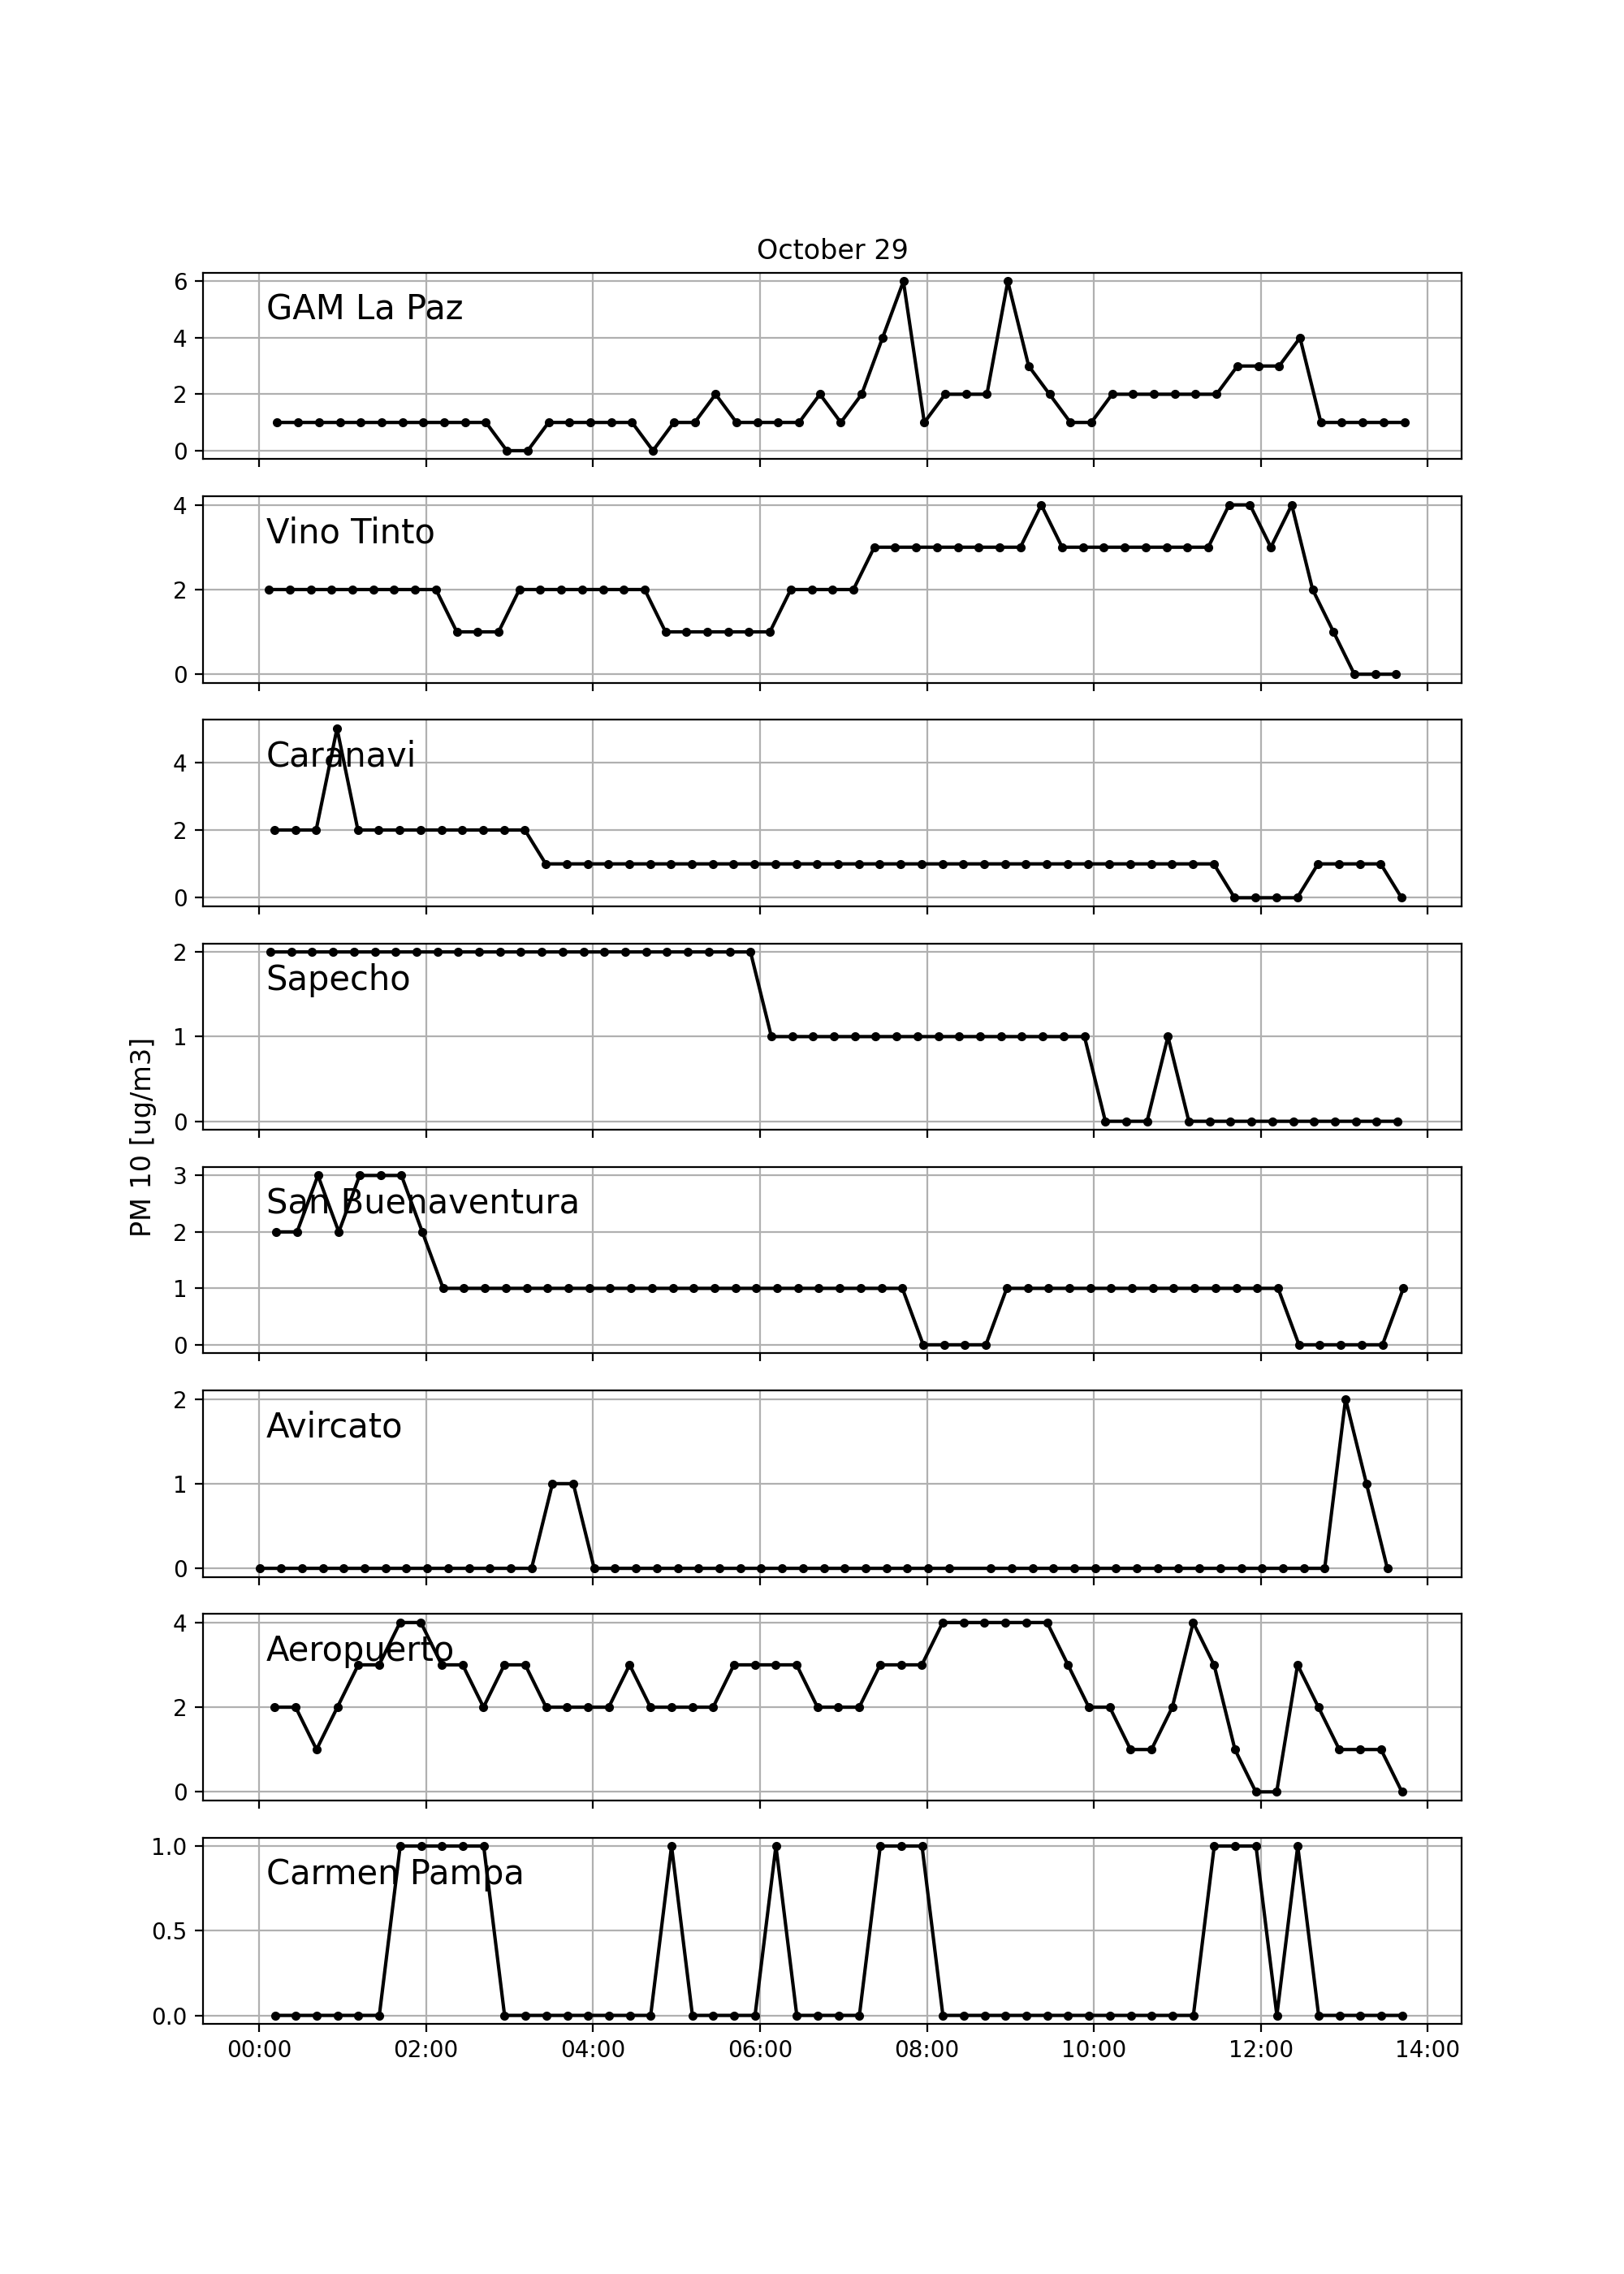 October 29
6
GAM La Paz
4
2
0
4
Vino Tinto
2
0
Caranavi
4
2
0
2
Sapecho
1
0
PM 10 [ug/m3]
3
San Buenaventura
2
1
0
2
Avircato
1
0
4
Aeropuerto
2
0
1.0
Carmen Pampa
0.5
0.0
00:00 02:00 04:00 06:00 08:00 10:00 12:00 14:00